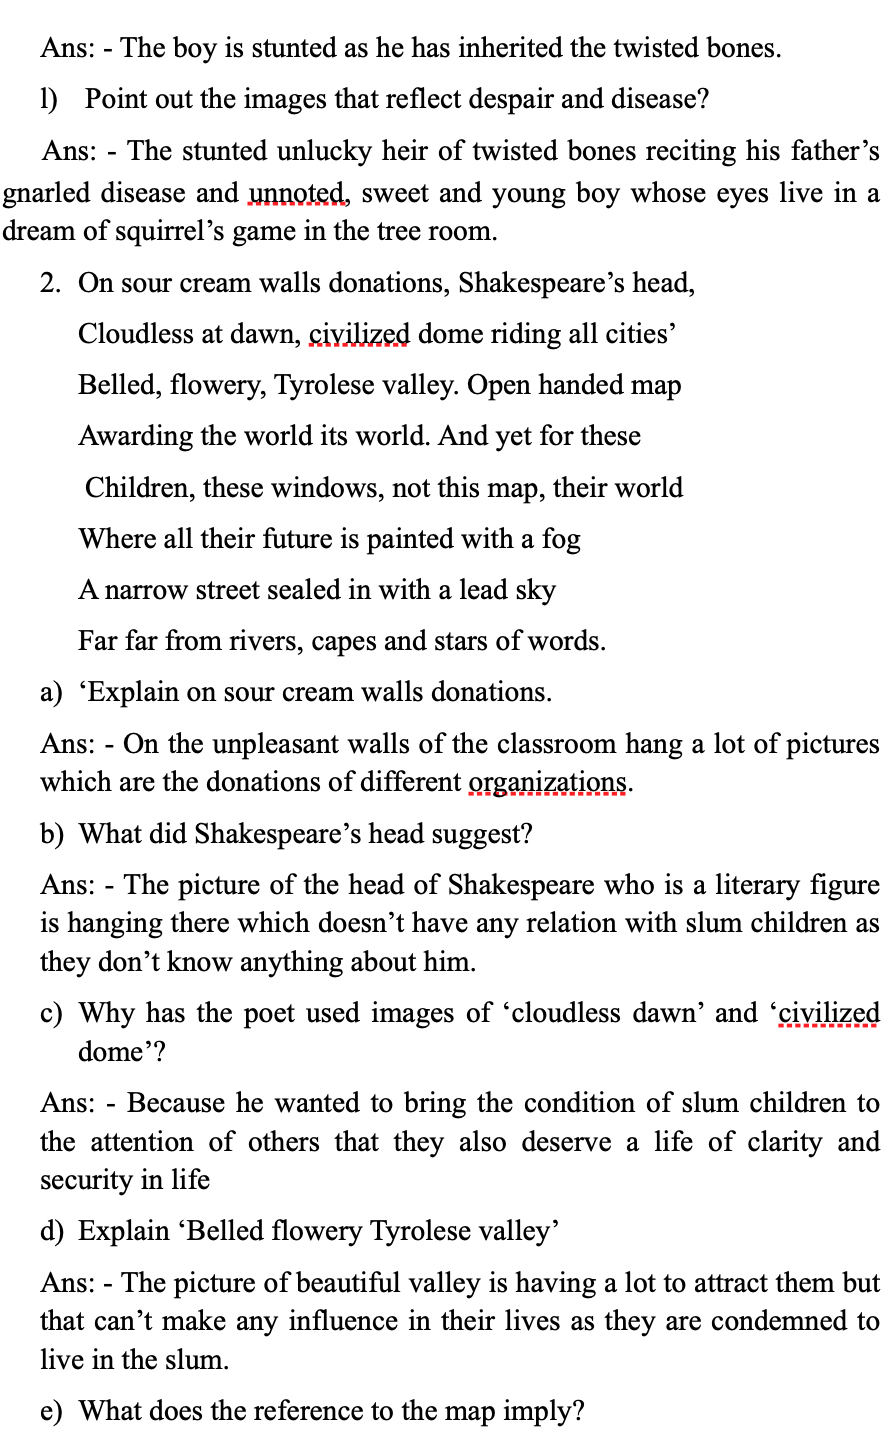 Ans: - The boy is stunted as he has inherited the twisted bones.
l) Point out the images that reflect despair and disease?
Ans: - The stunted unlucky heir of twisted bones reciting his father’s
gnarled disease and unnoted, sweet and young boy whose eyes live in a
dream of squirrel’s game in the tree room.
2. On sour cream walls donations, Shakespeare’s head,
Cloudless at dawn, civilized dome riding all cities’
Belled, flowery, Tyrolese valley. Open handed map
Awarding the world its world. And yet for these
Children, these windows, not this map, their world
Where all their future is painted with a fog
A narrow street sealed in with a lead sky
Far far from rivers, capes and stars of words.
a) ‘Explain on sour cream walls donations.
Ans: - On the unpleasant walls of the classroom hang a lot of pictures
which are the donations of different organizations.
b) What did Shakespeare’s head suggest?
Ans: - The picture of the head of Shakespeare who is a literary figure
is hanging there which doesn’t have any relation with slum children as
they don’t know anything about him.
c) Why has the poet used images of ‘cloudless dawn’ and ‘civilized
dome’?
Ans: - Because he wanted to bring the condition of slum children to
the attention of others that they also deserve a life of clarity and
security in life
d) Explain ‘Belled flowery Tyrolese valley’
Ans: - The picture of beautiful valley is having a lot to attract them but
that can’t make any influence in their lives as they are condemned to
live in the slum.
e) What does the reference to the map imply?